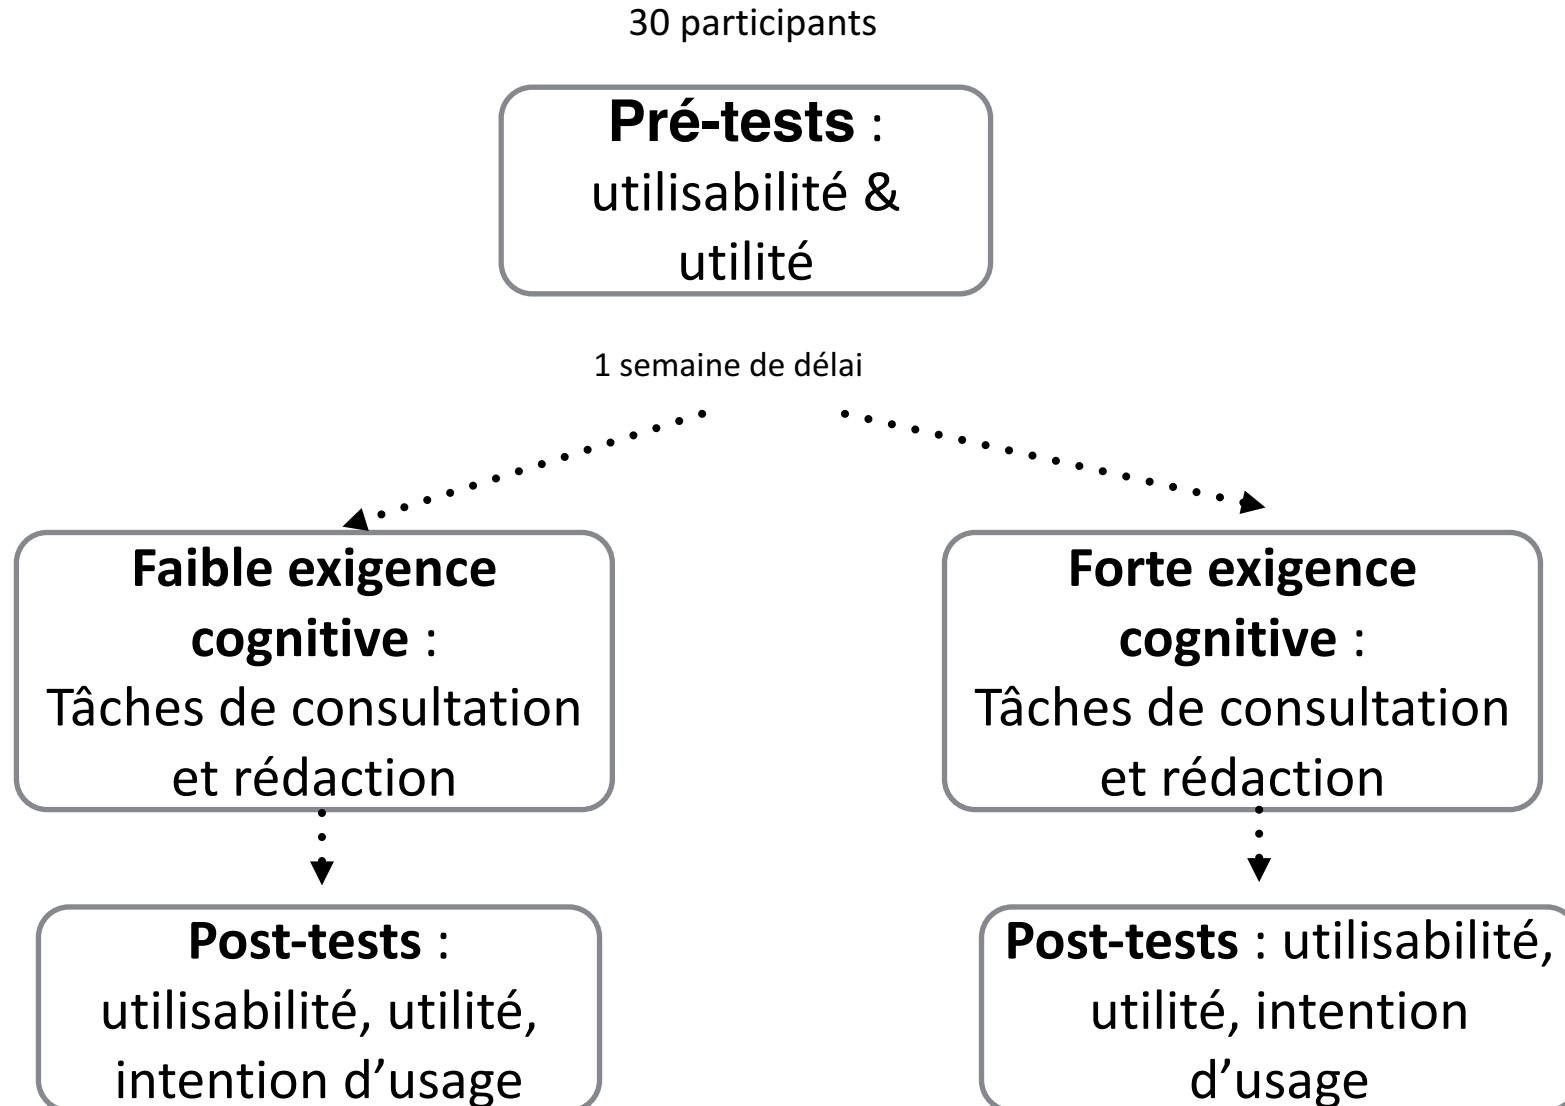 30 participants
Pré-tests :
utilisabilité &
utilité
1 semaine de délai
Faible exigence
cognitive :
Tâches de consultation
et rédaction
Forte exigence
cognitive :
Tâches de consultation
et rédaction
Post-tests :
utilisabilité, utilité,
intention d’usage
Post-tests : utilisabilité,
utilité, intention
d’usage